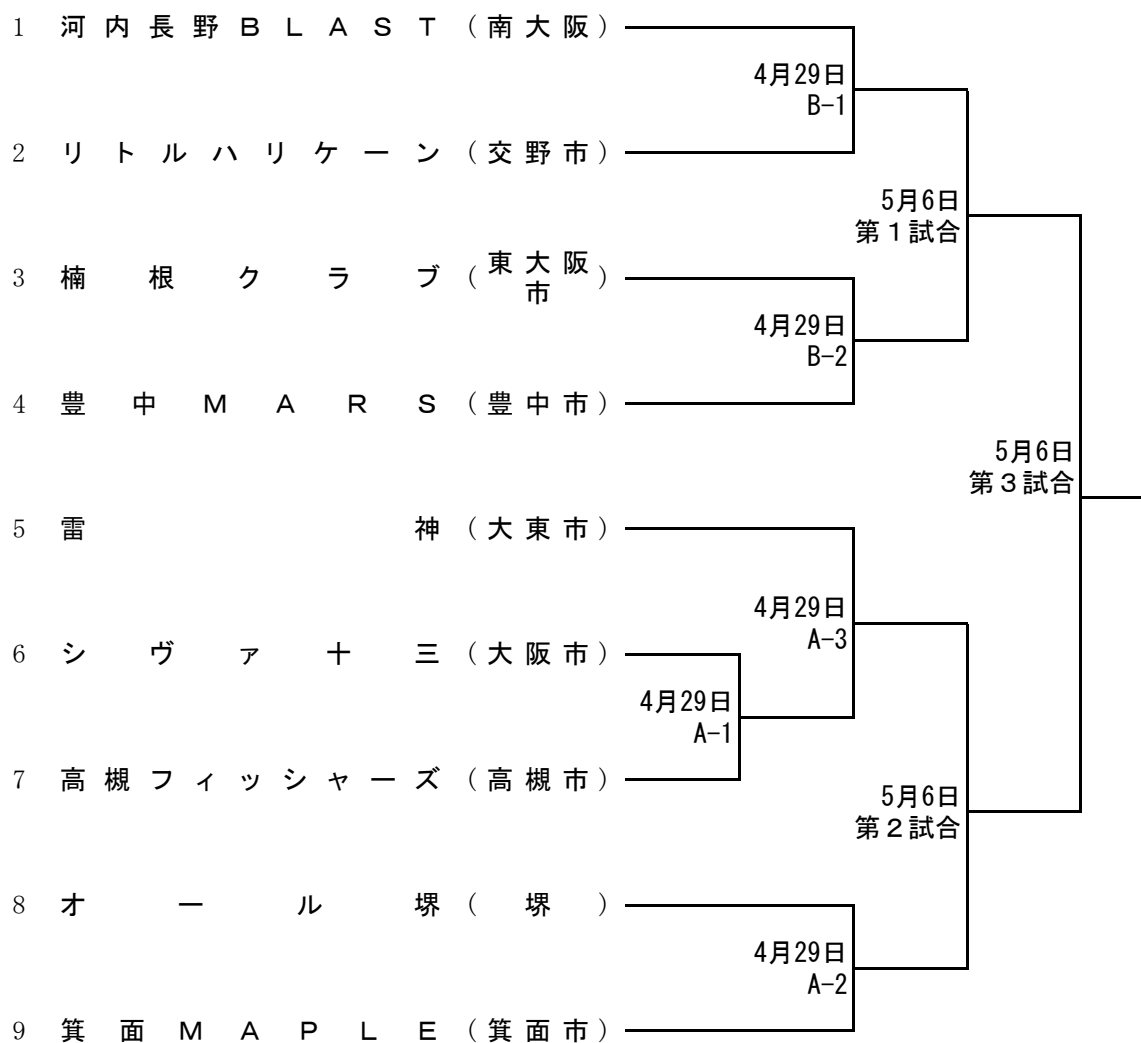 1 河内長野ＢＬＡＳＴ（南大阪）
4月29日
B-1
2 リトルハリケーン（交野市）
5月6日
第１試合
3 楠根クラブ（東大阪市）
4月29日
B-2
4 豊中ＭＡＲＳ（豊中市）
5月6日
第３試合
5 雷神（大東市）
4月29日
A-3
6 シヴァ十三（大阪市）
4月29日
A-1
7 高槻フィッシャーズ（高槻市）
5月6日
第２試合
8 オール堺（堺）
4月29日
A-2
9 箕面ＭＡＰＬＥ（箕面市）